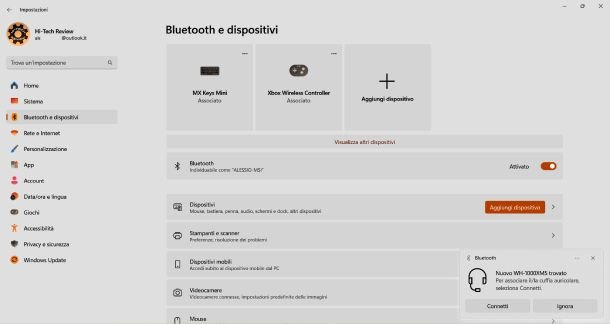 Impostazioni
Hi-Tech Review
@outlook.it
Trova un'impostazione
Home
Sistema
Bluetooth e dispositivi
Rete e Internet
Personalizzazione
App
Account
Data/ora e lingua
Giochi
Accessibilità
Privacy e sicurezza
Windows Update
Bluetooth e dispositivi
MX Keys Mini
Associato
Xbox Wireless Controller
Associato
Aggiungi dispositivo
Visualizza altri dispositivi
Bluetooth
Individuabile come "ALESSIO-MSI"
Attivato
Dispositivi
Mouse, tastiera, penna, audio, schermi e dock, altri dispositivi
Aggiungi dispositivo
Stampanti e scanner
Preferenze, risoluzione dei problemi
Dispositivi mobili
Accedi subito ai dispositivi mobile dal PC
Videocamere
Videocamere connesse, impostazioni predefinite delle immagini
Mouse
Bluetooth
Nuovo WH-1000XM5 trovato
Per associare il/la cuffia auricolare,
seleziona Connetti.
Connetti
Ignora